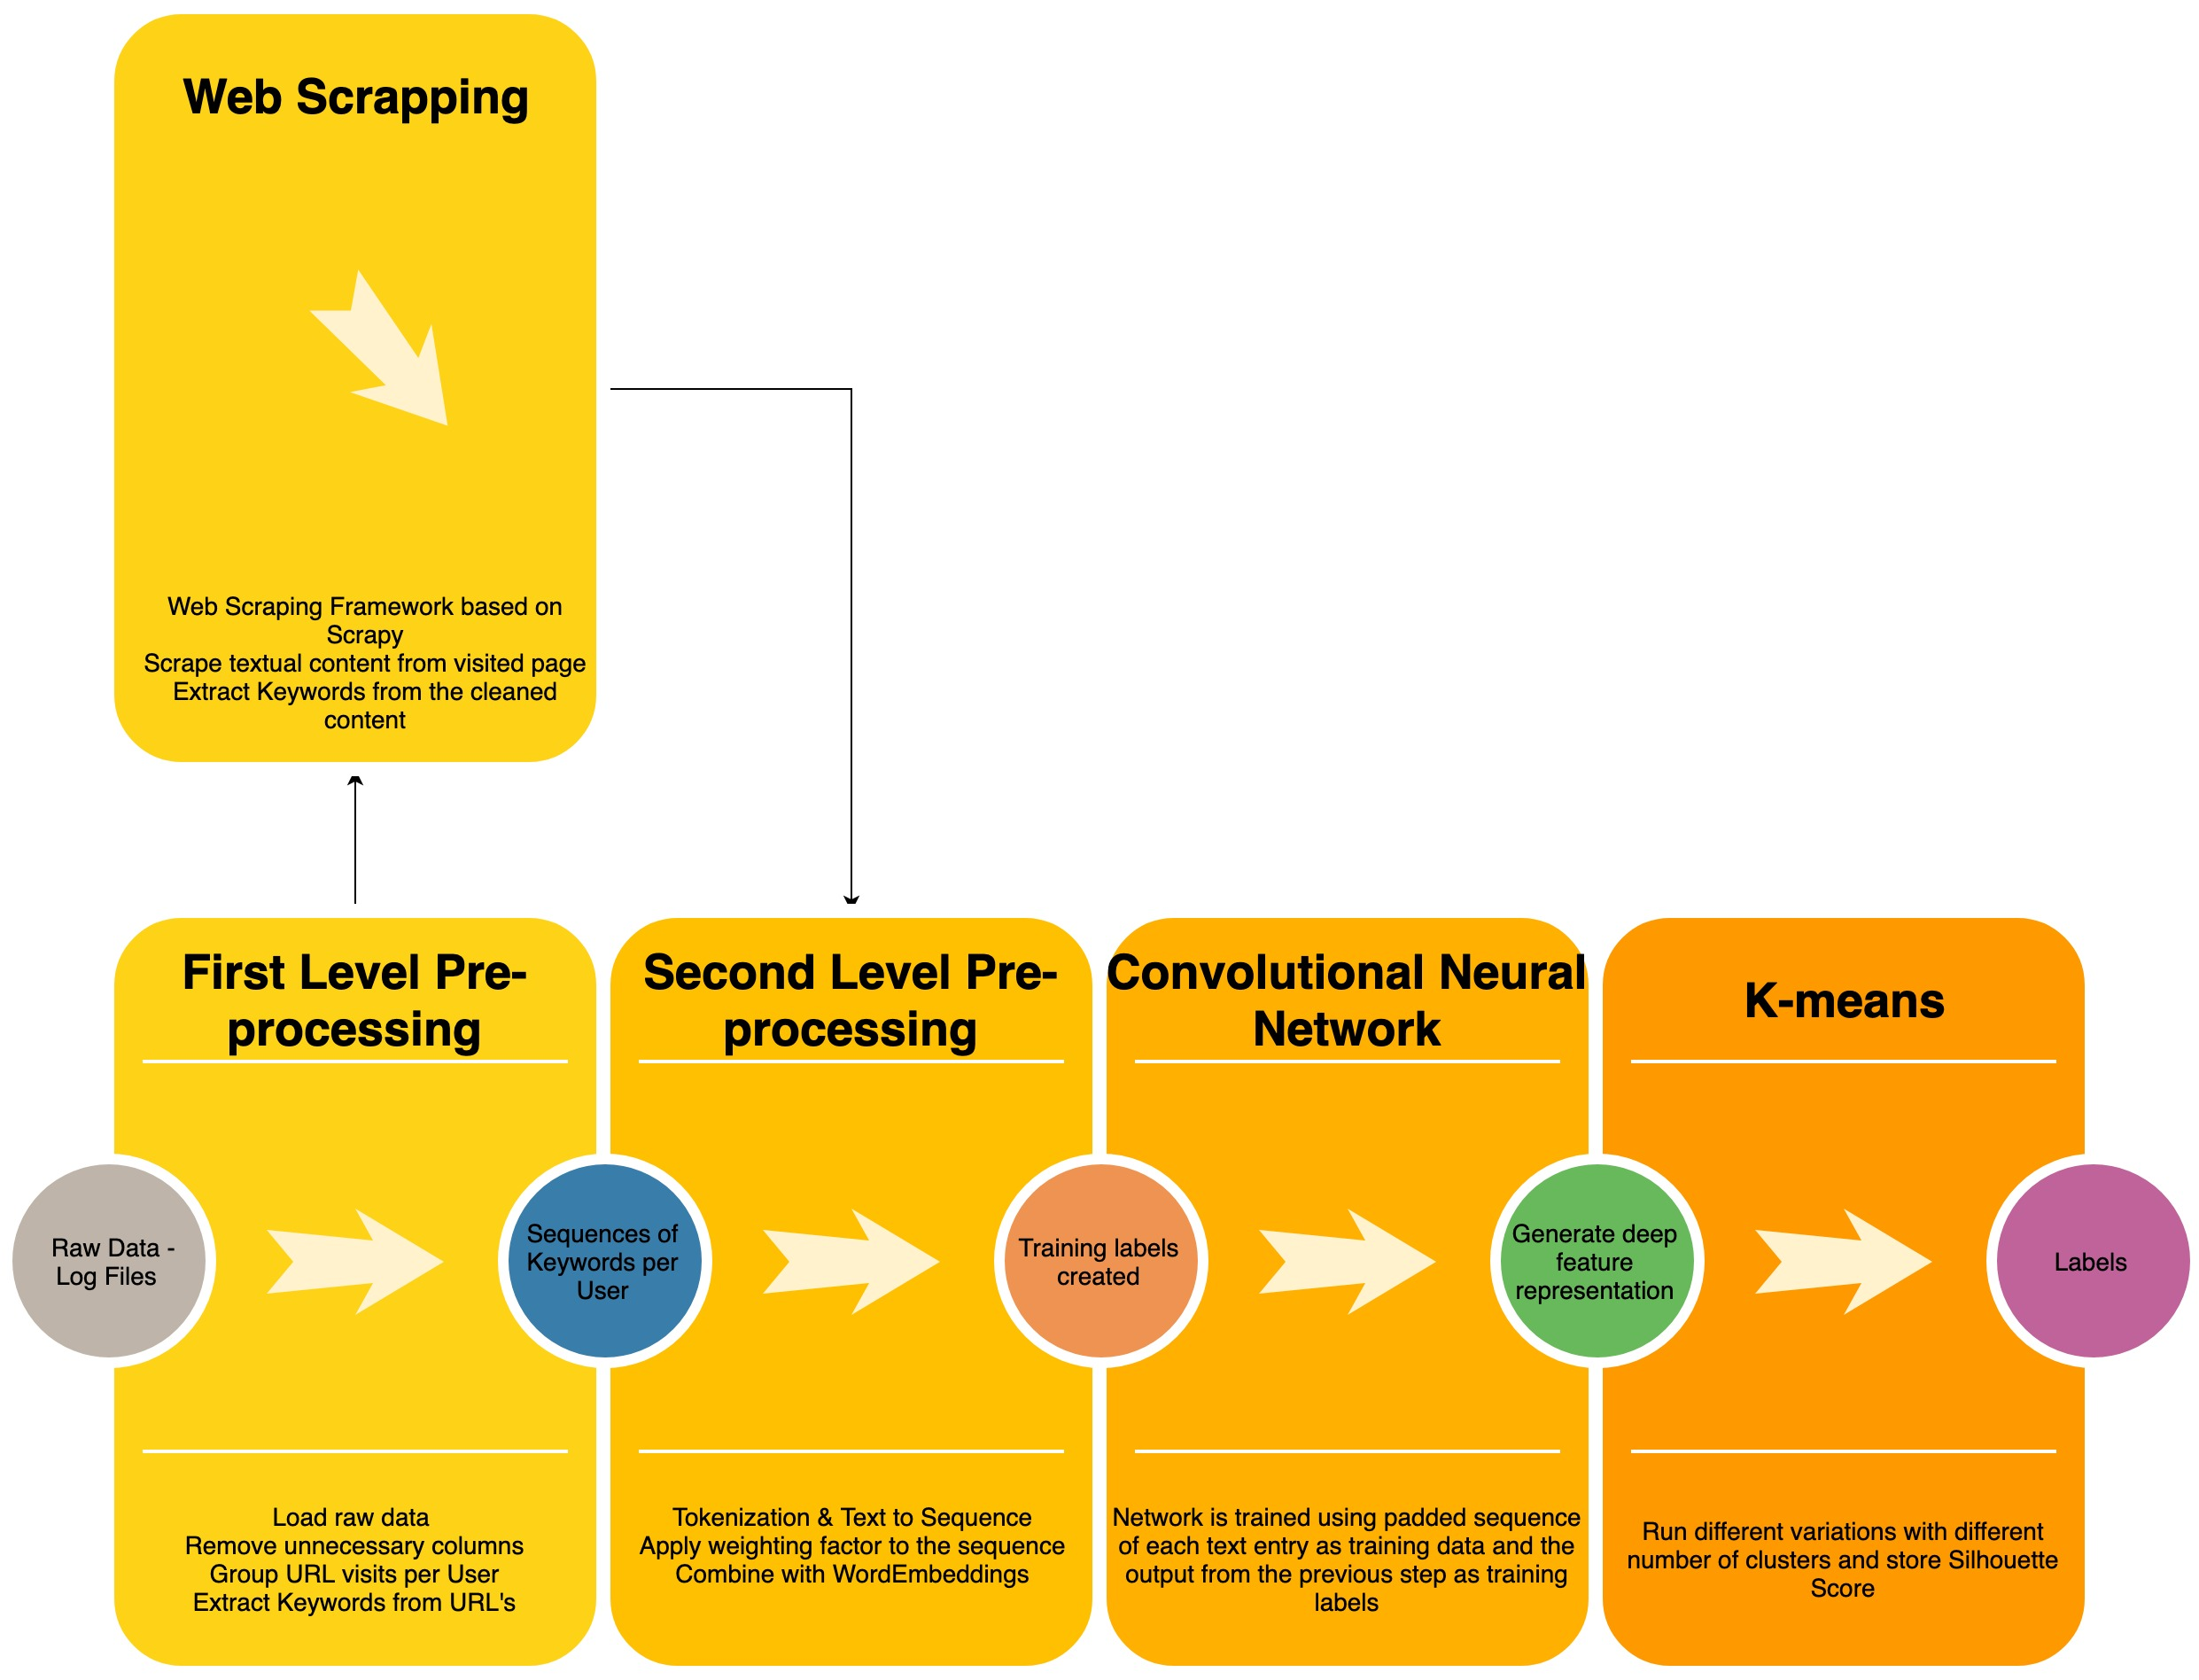 Web Scrapping
Web Scraping Framework based on
Scrapy
Scrape textual content from visited page
Extract Keywords from the cleaned
content
First Level Pre-
processing
Raw Data -
Log Files
Sequences of
Keywords per
User
Load raw data
Remove unnecessary columns
Group URL visits per User
Extract Keywords from URL's
Second Level Pre-
processing
Training labels
created
Tokenization & Text to Sequence
Apply weighting factor to the sequence
Combine with WordEmbeddings
Convolutional Neural
Network
Generate deep
feature
representation
Network is trained using padded sequence
of each text entry as training data and the
output from the previous step as training
labels
K-means
Labels
Run different variations with different
number of clusters and store Silhouette
Score